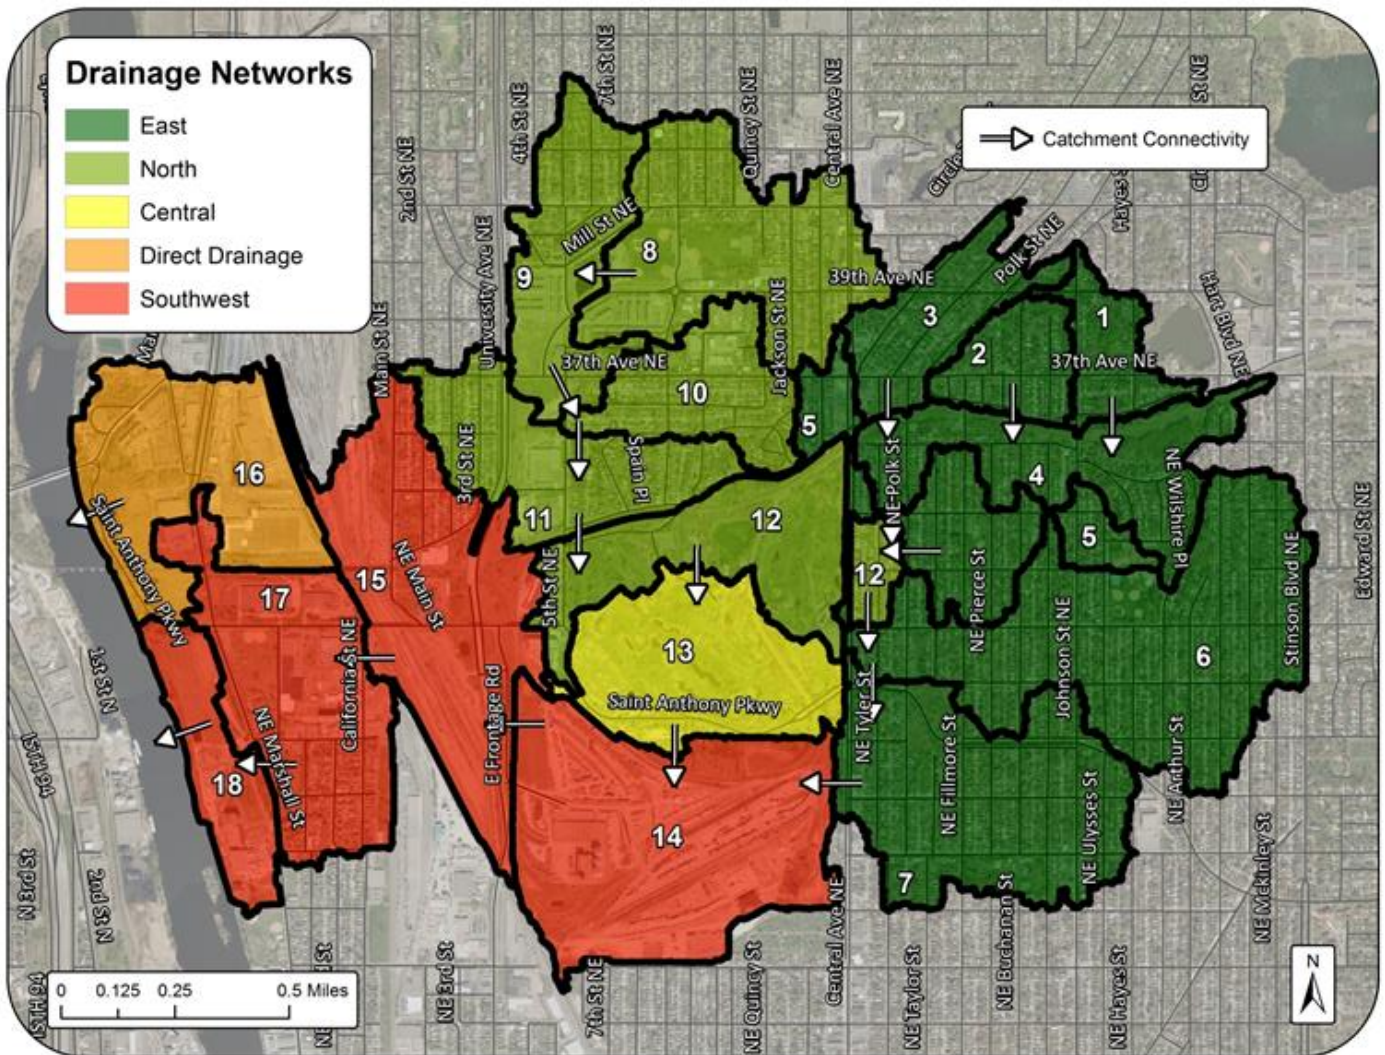 Drainage Networks
East
North
Central
Direct Drainage
Southwest
Catchment Connectivity
7th St NE
4th St NE
Quincy St NE
Central Ave NE
2nd St NE
Mill St NE
University Ave NE
Polk St NE
Hart Blvd NE
39th Ave NE
Jackson St NE
Main St NE
37th Ave NE
37th Ave NE
3rd St NE
Spain Pl
NE Polk St
NE Wilshire Pl
Edward St NE
Stinson Blvd NE
Saint Anthony Pkwy
NE Main St
5th St NE
NE Pierce St
Johnson St NE
1st St N
California St NE
E Frontage Rd
Saint Anthony Pkwy
NE Tyler St
NE Marshall St
NE Fillmore St
NE Arthur St
NE Ulysses St
NE Mckinley St
ISTH 94
N 3rd St
2nd St N
NE 3rd St
7th St NE
NE Quincy St
Central Ave NE
NE Taylor St
NE Buchanan St
NE Hayes St
1
2
3
4
5
5
6
7
8
9
10
11
12
12
13
14
15
16
17
18
0 0.125 0.25 0.5 Miles
N